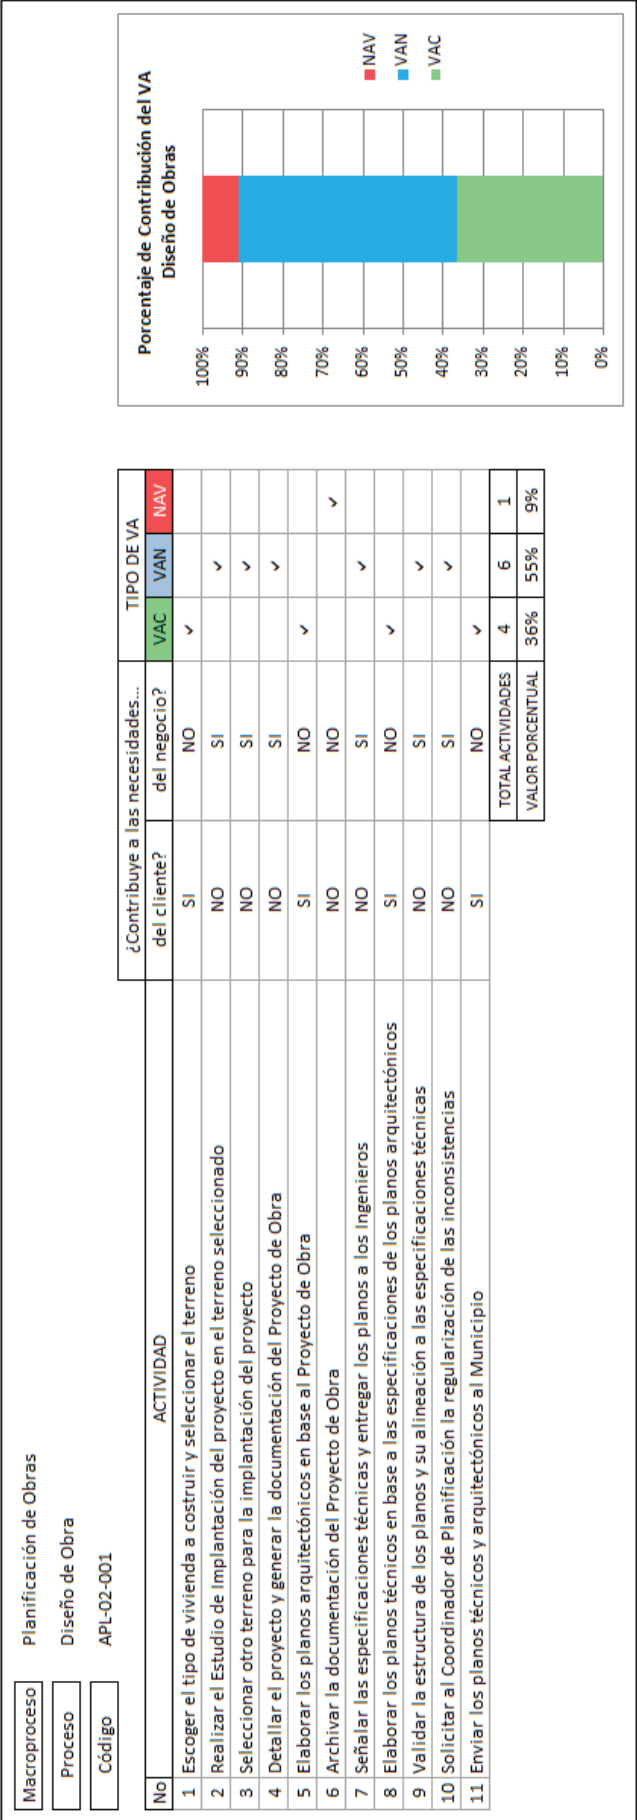 Macroproceso Planificación de Obras
Proceso Diseño de Obra
Código APL-02-001
¿Contribuye a las necesidades... TIPO DE VA
No ACTIVIDAD del cliente? del negocio? VAC VAN NAV
1 Escoger el tipo de vivienda a costruir y seleccionar el terreno SI NO ✓
2 Realizar el Estudio de Implantación del proyecto en el terreno seleccionado NO SI ✓
3 Seleccionar otro terreno para la implantación del proyecto NO SI ✓
4 Detallar el proyecto y generar la documentación del Proyecto de Obra NO SI ✓
5 Elaborar los planos arquitectónicos en base al Proyecto de Obra SI NO ✓
6 Archivar la documentación del Proyecto de Obra NO NO ✓
7 Señalar las especificaciones técnicas y entregar los planos a los Ingenieros NO SI ✓
8 Elaborar los planos técnicos en base a las especificaciones de los planos arquitectónicos SI NO ✓
9 Validar la estructura de los planos y su alineación a las especificaciones técnicas NO SI ✓
10 Solicitar al Coordinador de Planificación la regularización de las inconsistencias NO SI ✓
11 Enviar los planos técnicos y arquitectónicos al Municipio SI NO ✓
TOTAL ACTIVIDADES 4 6 1
VALOR PORCENTUAL 36% 55% 9%
Porcentaje de Contribución del VA
Diseño de Obras
100%
90%
80%
70%
60%
50%
40%
30%
20%
10%
0%
NAV
VAN
VAC